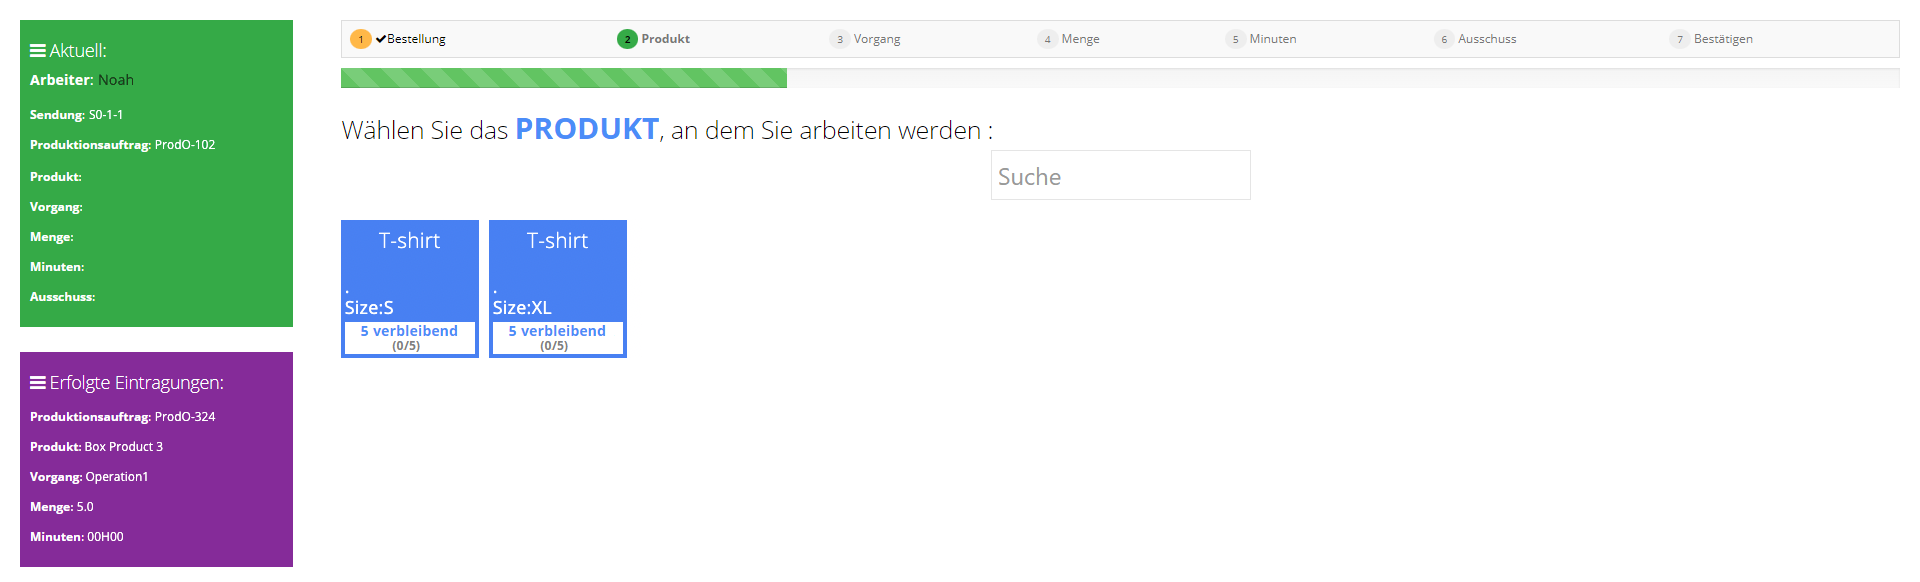 Aktuell:
Arbeiter: Noah
Sendung: S0-1-1
Produktionsauftrag: ProdO-102
Produkt:
Vorgang:
Menge:
Minuten:
Ausschuss:
Erfolgte Eintragungen:
Produktionsauftrag: ProdO-324
Produkt: Box Product 3
Vorgang: Operation1
Menge: 5.0
Minuten: 00H00
1 Bestellung
2 Produkt
3 Vorgang
4 Menge
5 Minuten
6 Ausschuss
7 Bestätigen
Wählen Sie das PRODUKT, an dem Sie arbeiten werden :
Suche
T-shirt
.
Size:S
5 verbleibend
(0/5)
T-shirt
.
Size:XL
5 verbleibend
(0/5)